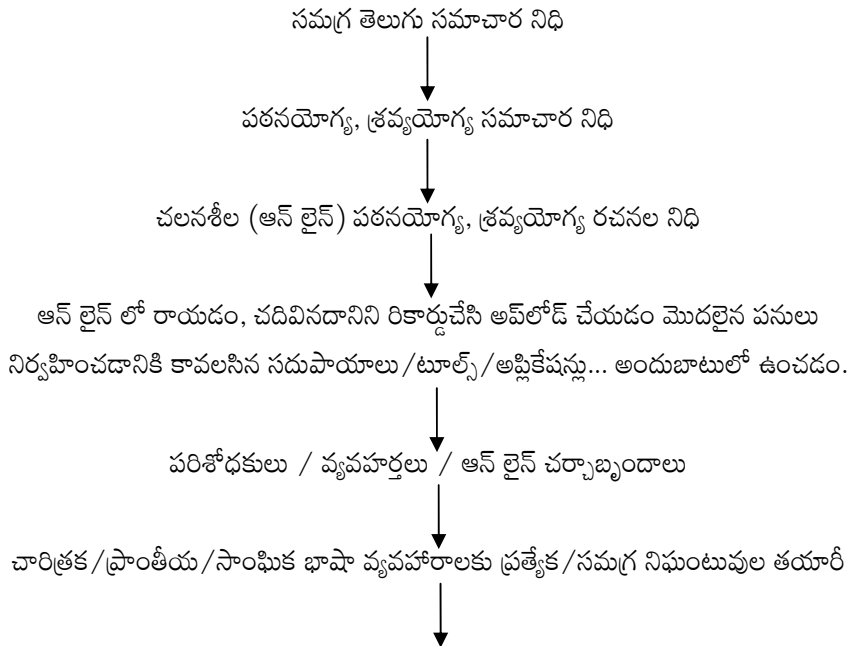 సమగ్ర తెలుగు సమాచార నిధి
పఠనయోగ్య, శ్రవ్యయోగ్య సమాచార నిధి
చలనశీల (ఆన్ లైన్) పఠనయోగ్య, శ్రవ్యయోగ్య రచనల నిధి
ఆన్ లైన్ లో రాయడం, చదివినదానిని రికార్డుచేసి అప్‌లోడ్ చేయడం మొదలైన పనులు
నిర్వహించడానికి కావలసిన సదుపాయాలు/టూల్స్/అప్లికేషన్లు... అందుబాటులో ఉంచడం.
పరిశోధకులు / వ్యవహర్తలు / ఆన్ లైన్ చర్చాబృందాలు
చారిత్రక/ప్రాంతీయ/సాంఘిక భాషా వ్యవహారాలకు ప్రత్యేక/సమగ్ర నిఘంటువుల తయారీ